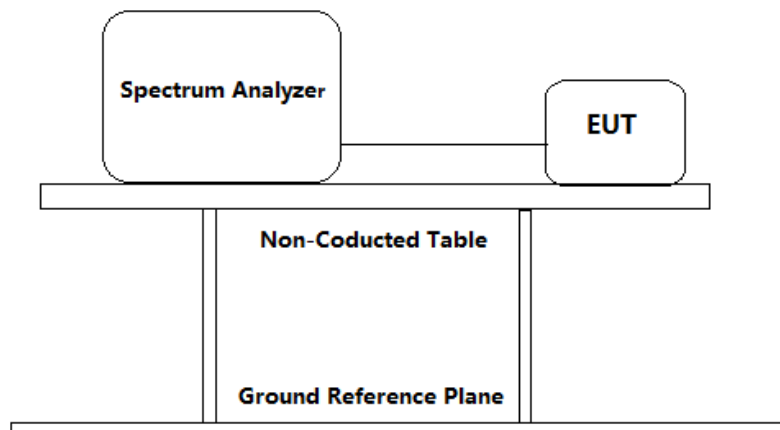 Spectrum Analyzer
EUT
Non-Coducted Table
Ground Reference Plane